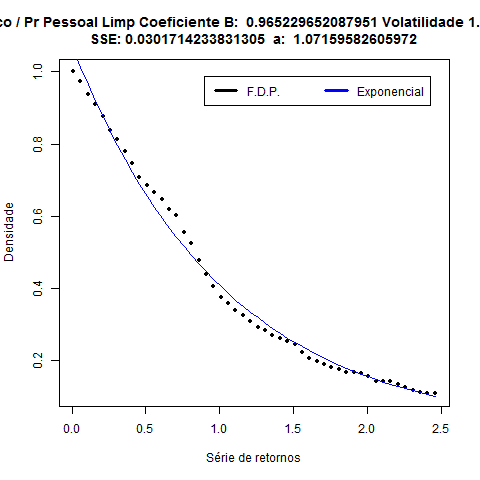 co / Pr Pessoal Limp Coeficiente B: 0.965229652087951 Volatilidade 1.
SSE: 0.0301714233831305 a: 1.07159582605972
F.D.P. Exponencial
Densidade
1.0
0.8
0.6
0.4
0.2
0.0 0.5 1.0 1.5 2.0 2.5
Série de retornos